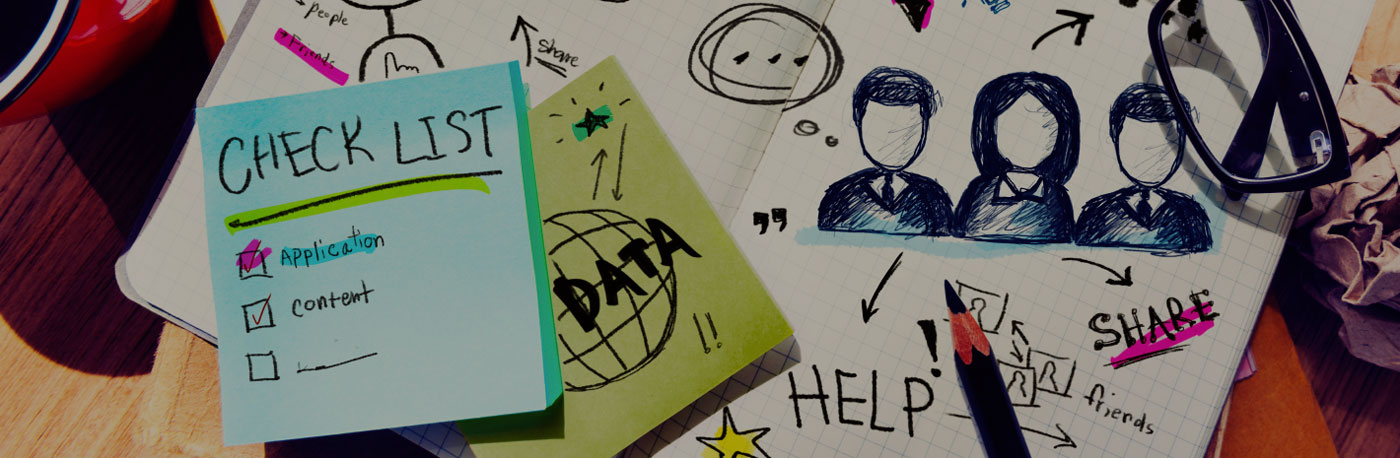 people
Friends
share
CHECK LIST
Application
content
DATA
!!
HELP!
SHARE
friends